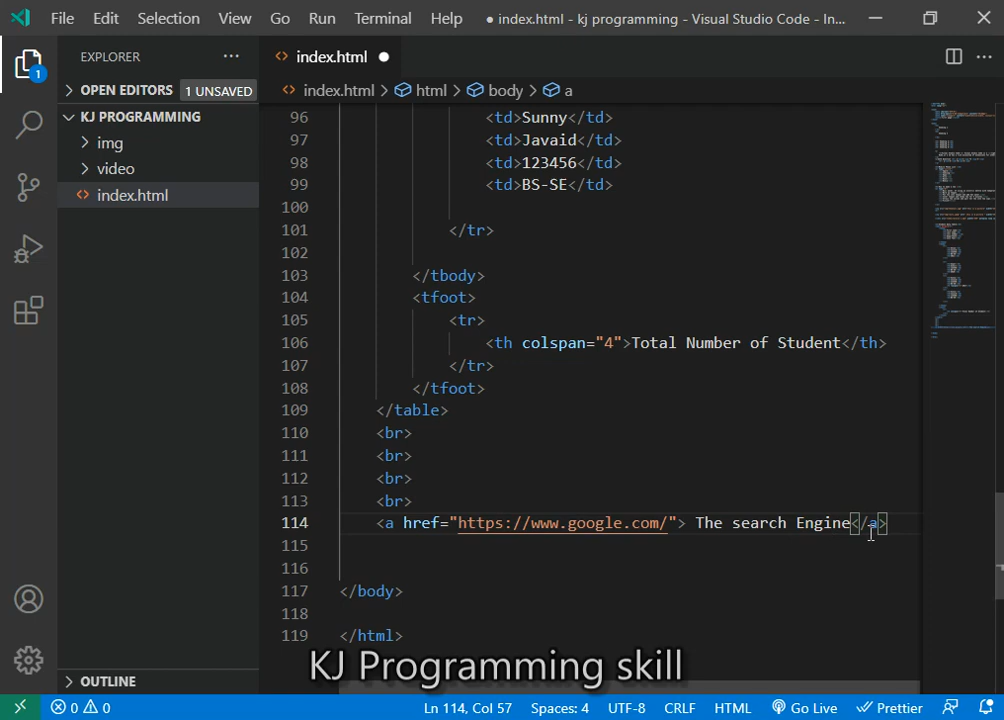 File Edit Selection View Go Run Terminal Help ● index.html - kj programming - Visual Studio Code - In...
EXPLORER ...
index.html ●
OPEN EDITORS 1 UNSAVED
index.html > html > body > a
KJ PROGRAMMING
img
video
index.html
1
96 <td>Sunny</td>
97 <td>Javaid</td>
98 <td>123456</td>
99 <td>BS-SE</td>
100
101 </tr>
102
103 </tbody>
104 <tfoot>
105 <tr>
106 <th colspan="4">Total Number of Student</th>
107 </tr>
108 </tfoot>
109 </table>
110 <br>
111 <br>
112 <br>
113 <br>
114 <a href="https://www.google.com/"> The search Engine</a>
115
116
117 </body>
118
119 </html>
KJ Programming skill
OUTLINE
0 0 Ln 114, Col 57 Spaces: 4 UTF-8 CRLF HTML Go Live Prettier